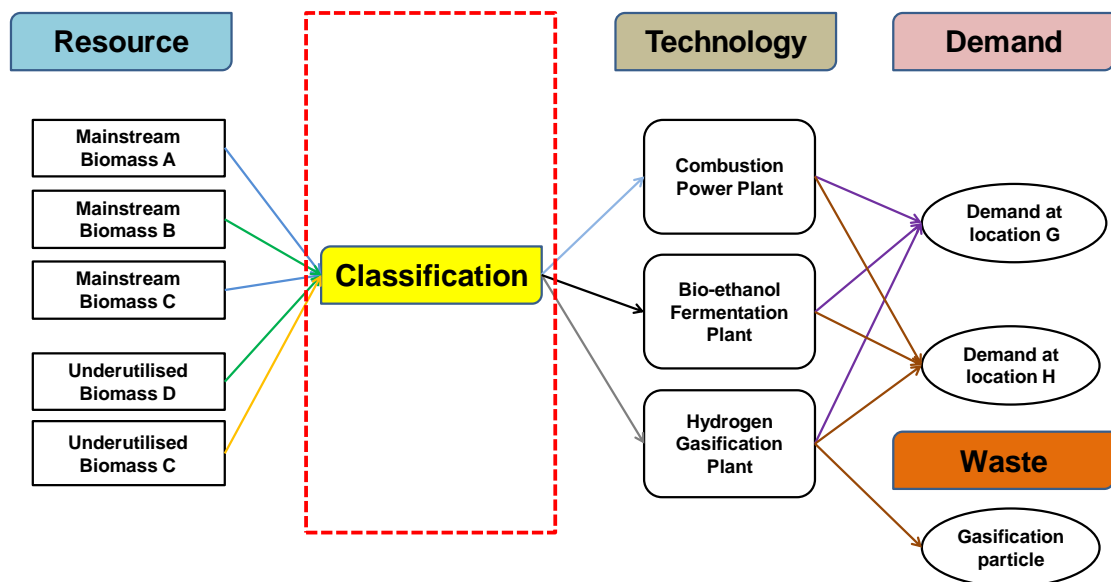 Resource
Technology
Demand
Mainstream
Biomass A
Mainstream
Biomass B
Mainstream
Biomass C
Underutilised
Biomass D
Underutilised
Biomass C
Classification
Combustion
Power Plant
Bio-ethanol
Fermentation
Plant
Hydrogen
Gasification
Plant
Demand at
location G
Demand at
location H
Waste
Gasification
particle